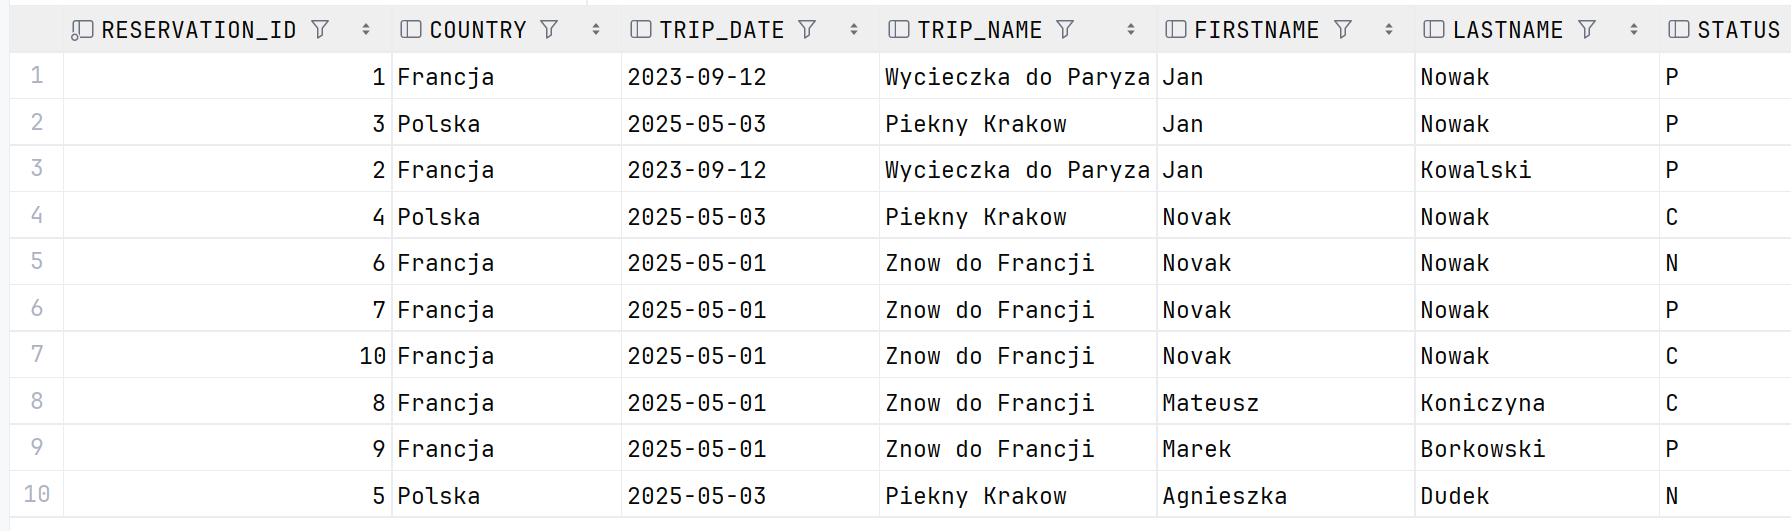 RESERVATION_ID COUNTRY TRIP_DATE TRIP_NAME FIRSTNAME LASTNAME STATUS
1 1 Francja 2023-09-12 Wycieczka do Paryza Jan Nowak P
2 3 Polska 2025-05-03 Piekny Krakow Jan Nowak P
3 2 Francja 2023-09-12 Wycieczka do Paryza Jan Kowalski P
4 4 Polska 2025-05-03 Piekny Krakow Novak Nowak C
5 6 Francja 2025-05-01 Znow do Francji Novak Nowak N
6 7 Francja 2025-05-01 Znow do Francji Novak Nowak P
7 10 Francja 2025-05-01 Znow do Francji Novak Nowak C
8 8 Francja 2025-05-01 Znow do Francji Mateusz Koniczyna C
9 9 Francja 2025-05-01 Znow do Francji Marek Borkowski P
10 5 Polska 2025-05-03 Piekny Krakow Agnieszka Dudek N